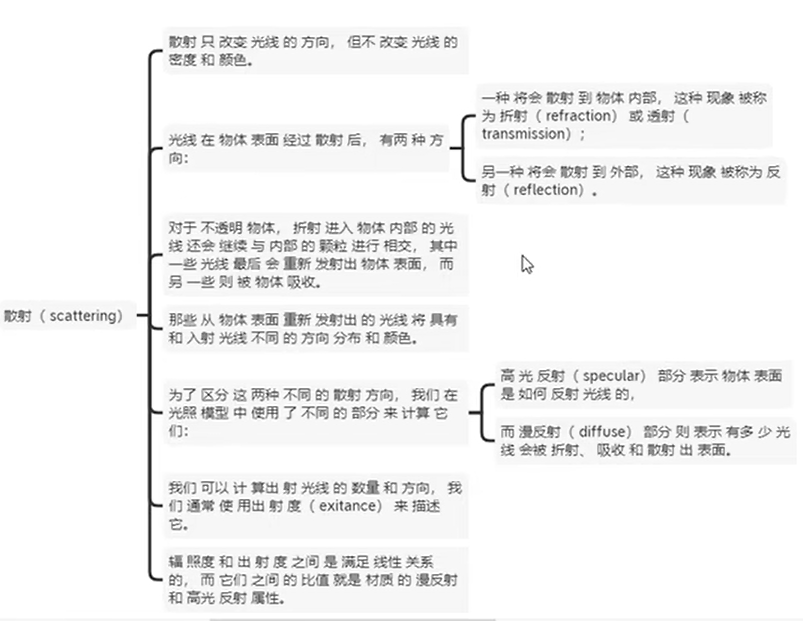 散射只改变光线的方向，但不改变光线的
密度和颜色。
一种将会散射到物体内部，这种现象被称
为折射（refraction）或透射（
transmission）；
光线在物体表面经过散射后，有两种方
向：
另一种将会散射到外部，这种现象被称为反
射（reflection）。
对于不透明物体，折射进入物体内部的光
线还会继续与内部的颗粒进行相交，其中
一些光线最后会重新发射出物体表面，而
另一些则被物体吸收。
散射（scattering）
那些从物体表面重新发射出的光线将具有
和入射光线不同的方向分布和颜色。
高光反射（specular）部分表示物体表面
是如何反射光线的，
为了区分这两种不同的散射方向，我们在
光照模型中使用了不同的部分来计算它
们：
而漫反射（diffuse）部分则表示有多少光
线会被折射、吸收和散射出表面。
我们可以计算出射光线的数量和方向，我
们通常使用出射度（exitance）来描述
它。
辐照度和出射度之间是满足线性关系
的，而它们之间的比值就是材质的漫反射
和高光反射属性。